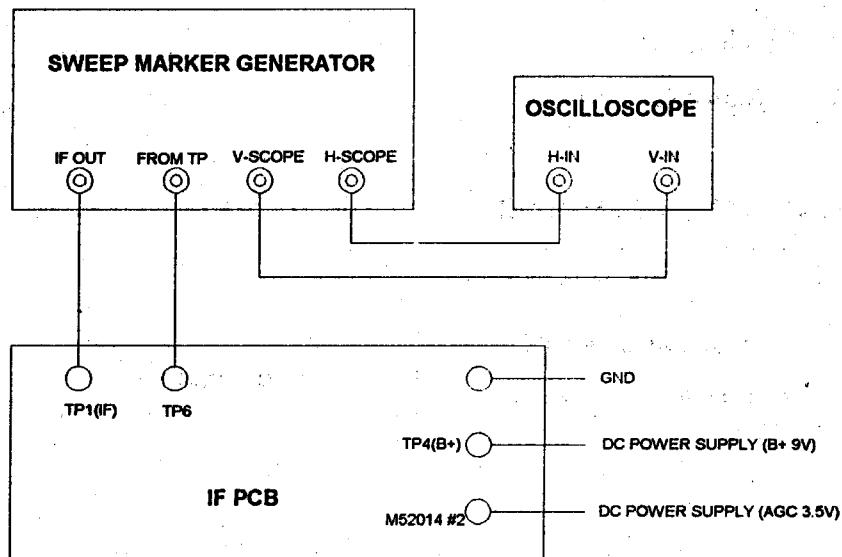 SWEEP MARKER GENERATOR
IF OUT FROM TP V-SCOPE H-SCOPE
OSCILLOSCOPE
H-IN V-IN
TP1(IF) TP6
GND
TP4(B+) DC POWER SUPPLY (B+ 9V)
IF PCB
M52014 #2 DC POWER SUPPLY (AGC 3.5V)